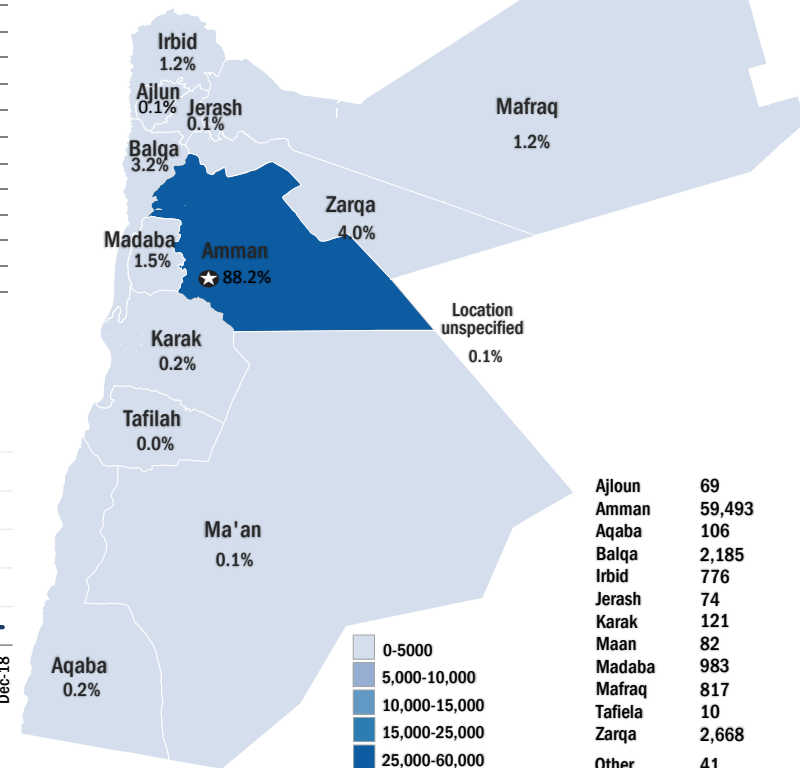 Irbid
1.2%
Ajlun
0.1%
Jerash
0.1%
Mafraq
1.2%
Balqa
3.2%
Zarqa
4.0%
Madaba
1.5%
Amman
88.2%
Location
unspecified
0.1%
Karak
0.2%
Tafilah
0.0%
Ma'an
0.1%
Aqaba
0.2%
Dec-18
0-5000
5,000-10,000
10,000-15,000
15,000-25,000
25,000-60,000
Ajloun 69
Amman 59,493
Aqaba 106
Balqa 2,185
Irbid 776
Jerash 74
Karak 121
Maan 82
Madaba 983
Mafraq 817
Tafiela 10
Zarqa 2,668
Other 41